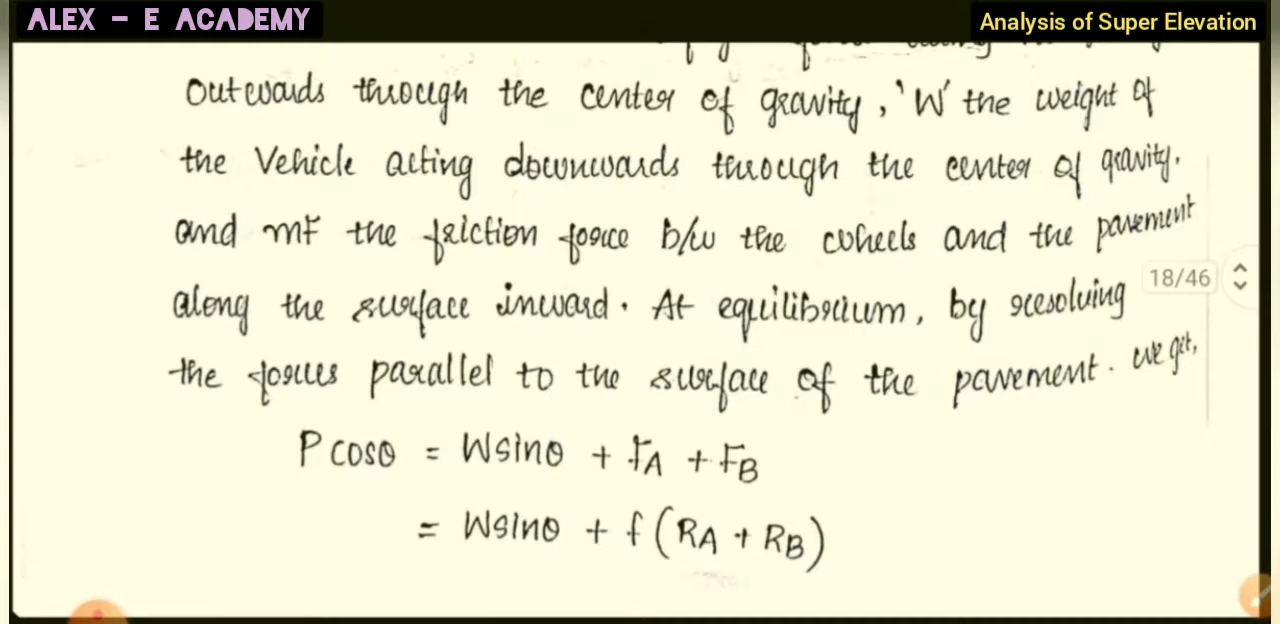 ALEX - E ACADEMY
Analysis of Super Elevation
outwards through the center of gravity, 'W' the weight of
the Vehicle acting downwards through the center of gravity.
and mF the friction force b/w the wheels and the pavement
18/46
along the surface inward. At equilibrium, by resolving
the forces parallel to the surface of the pavement. we get,
P cosθ = Wsinθ + FA + FB
= Wsinθ + f (RA + RB)